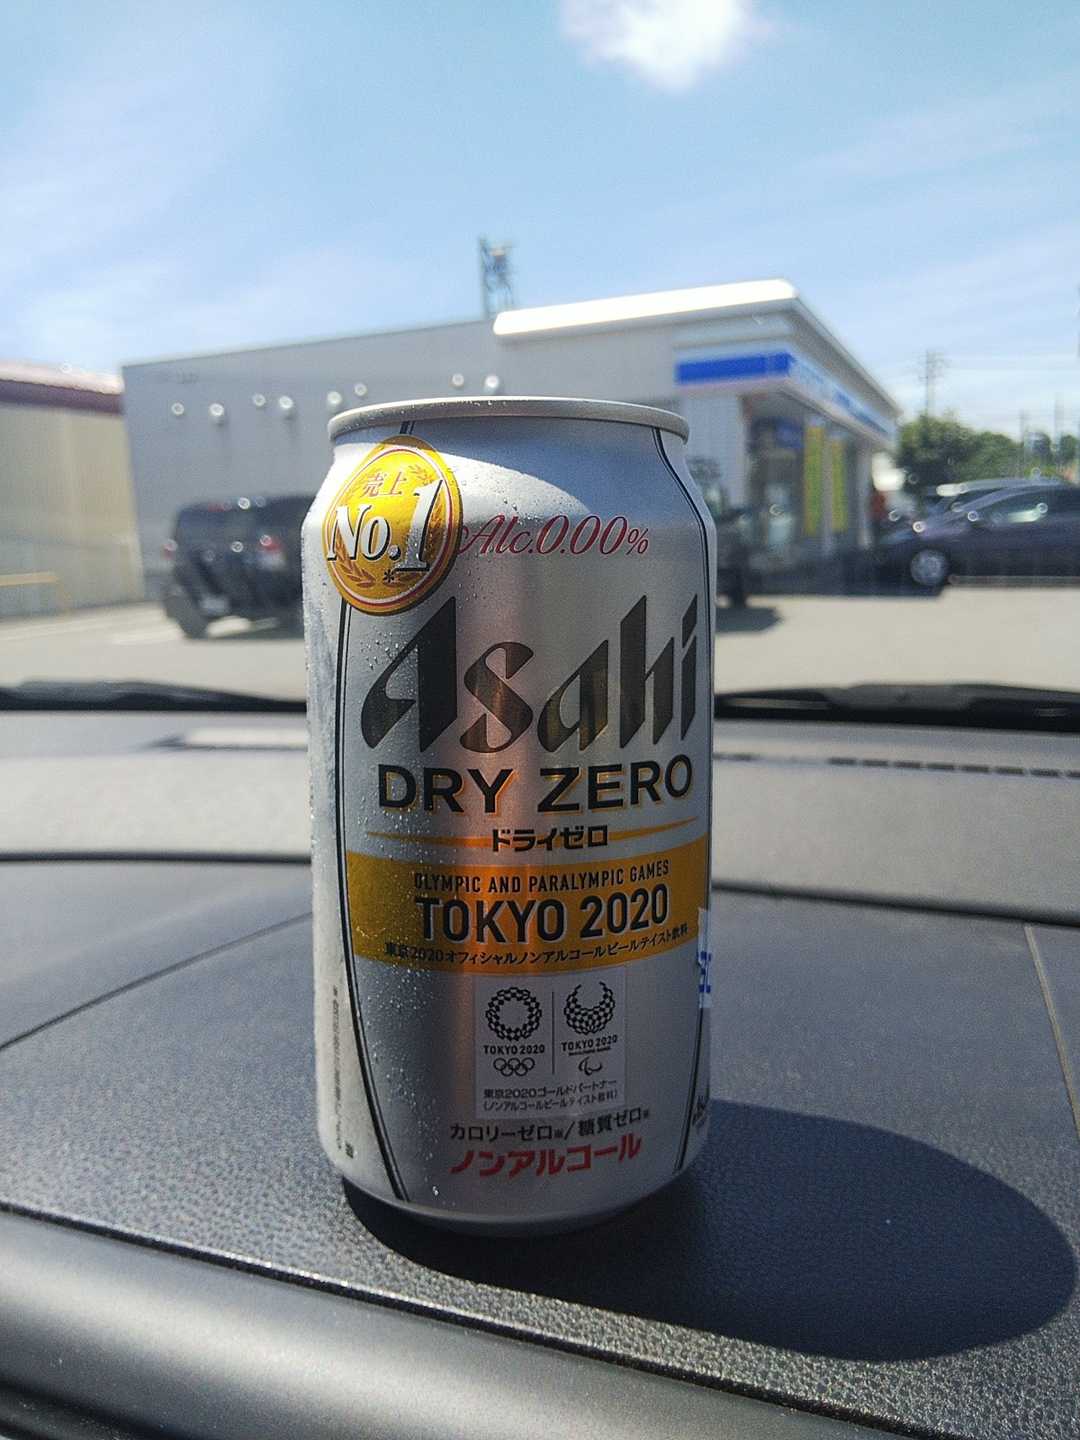 売上
No.1
*
Alc.0.00%
Asahi
DRY ZERO
ドライゼロ
OLYMPIC AND PARALYMPIC GAMES
TOKYO 2020
東京2020オフィシャルノンアルコールビールテイスト飲料
TOKYO 2020
TOKYO 2020
東京2020ゴールドパートナー
(ノンアルコールビールテイスト飲料)
カロリーゼロ※/糖質ゼロ※
ノンアルコール